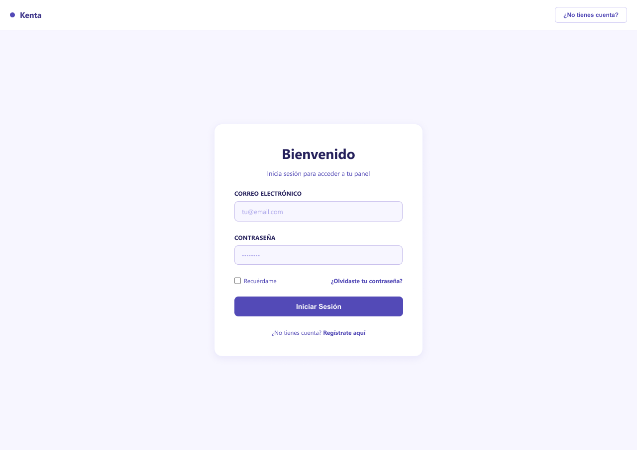 Kenta
¿No tienes cuenta?
Bienvenido
Inicia sesión para acceder a tu panel
CORREO ELECTRÓNICO
tu@email.com
CONTRASEÑA
--------
Recuérdame
¿Olvidaste tu contraseña?
Iniciar Sesión
¿No tienes cuenta? Regístrate aquí